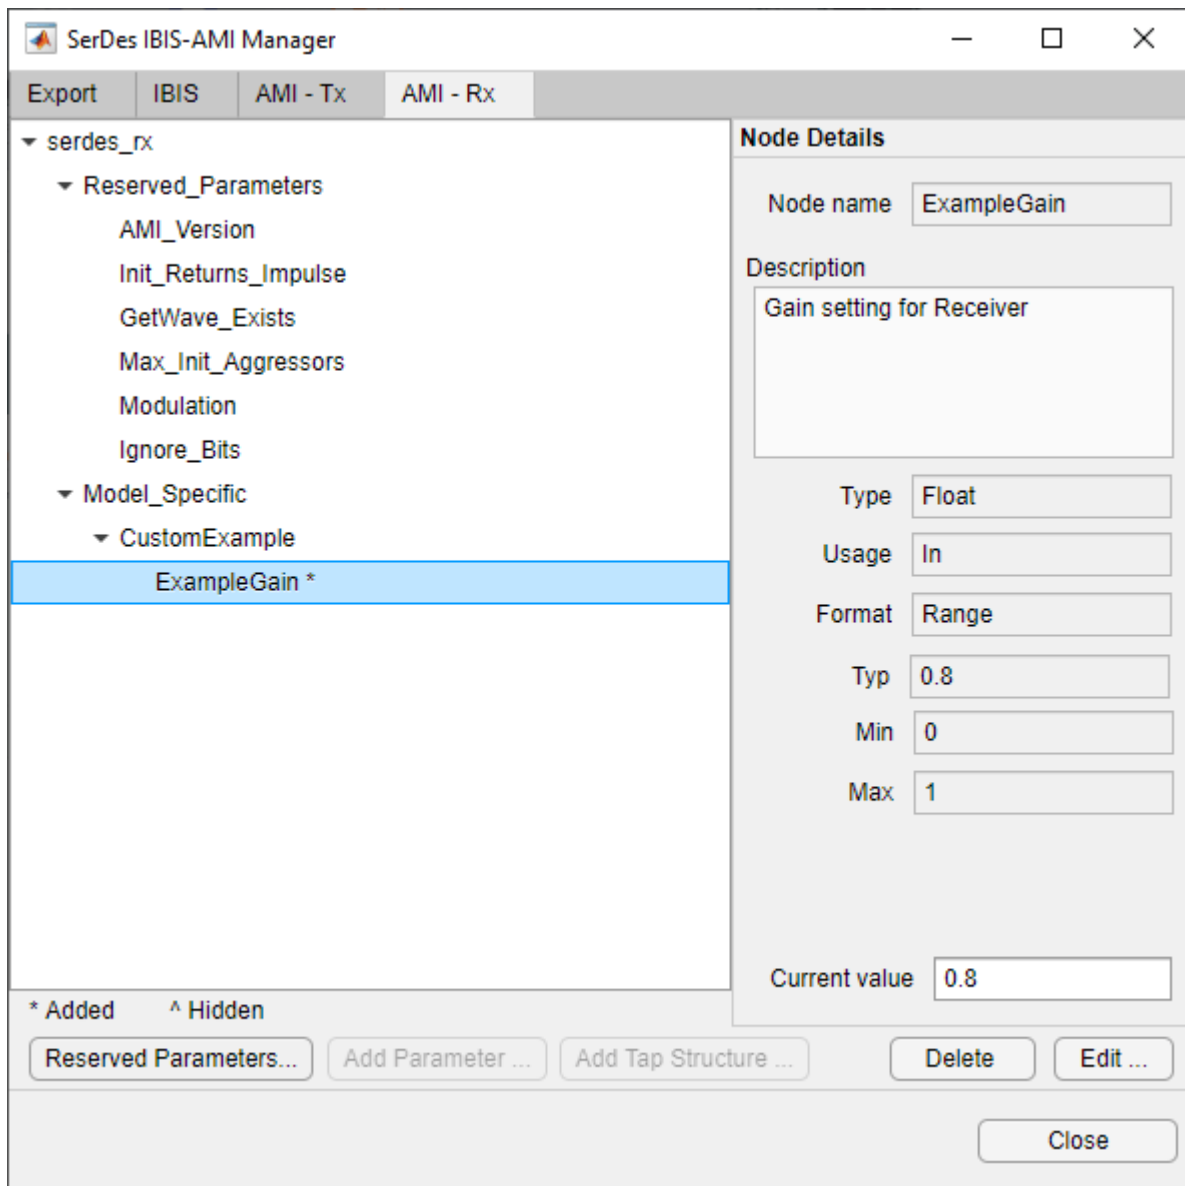 SerDes IBIS-AMI Manager
Export IBIS AMI - Tx AMI - Rx
serdes_rx
Reserved_Parameters
AMI_Version
Init_Returns_Impulse
GetWave_Exists
Max_Init_Aggressors
Modulation
Ignore_Bits
Model_Specific
CustomExample
ExampleGain *
* Added ^ Hidden
Node Details
Node name ExampleGain
Description
Gain setting for Receiver
Type Float
Usage In
Format Range
Typ 0.8
Min 0
Max 1
Current value 0.8
Reserved Parameters... Add Parameter ... Add Tap Structure ... Delete Edit ...
Close